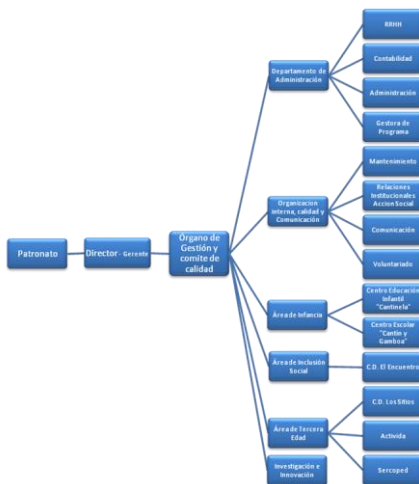 Patronato
Director - Gerente
Órgano de
Gestión y
comite de
calidad
Departamento de
Administración
RRHH
Contabilidad
Administración
Gestora de
Programa
Organizacion
interna, calidad y
Comunicación
Mantenimiento
Relaciones
Institucionales
Accion Social
Comunicación
Voluntariado
Área de Infancia
Centro Educación
Infantil
"Cantinela"
Centro Escolar
"Cantín y
Gamboa"
Área de Inclusión
Social
C.D. El Encuentro
Área de Tercera
Edad
C.D. Los Sitios
Activida
Sercoped
Investigación e
Innovación